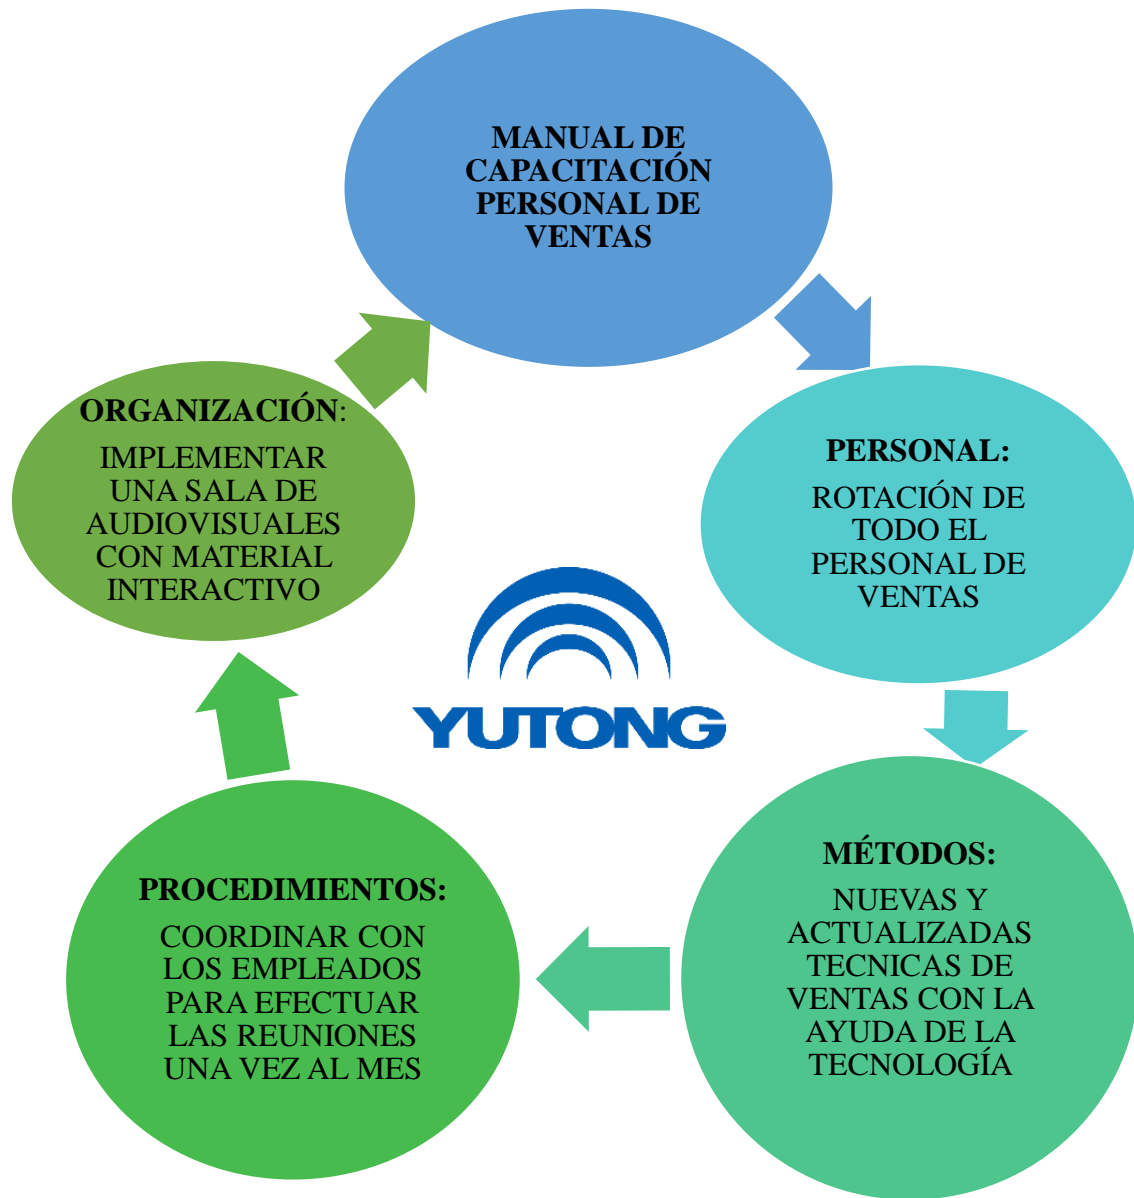 MANUAL DE
CAPACITACIÓN
PERSONAL DE
VENTAS
PERSONAL:
ROTACIÓN DE
TODO EL
PERSONAL DE
VENTAS
MÉTODOS:
NUEVAS Y
ACTUALIZADAS
TECNICAS DE
VENTAS CON LA
AYUDA DE LA
TECNOLOGÍA
PROCEDIMIENTOS:
COORDINAR CON
LOS EMPLEADOS
PARA EFECTUAR
LAS REUNIONES
UNA VEZ AL MES
ORGANIZACIÓN:
IMPLEMENTAR
UNA SALA DE
AUDIOVISUALES
CON MATERIAL
INTERACTIVO
YUTONG